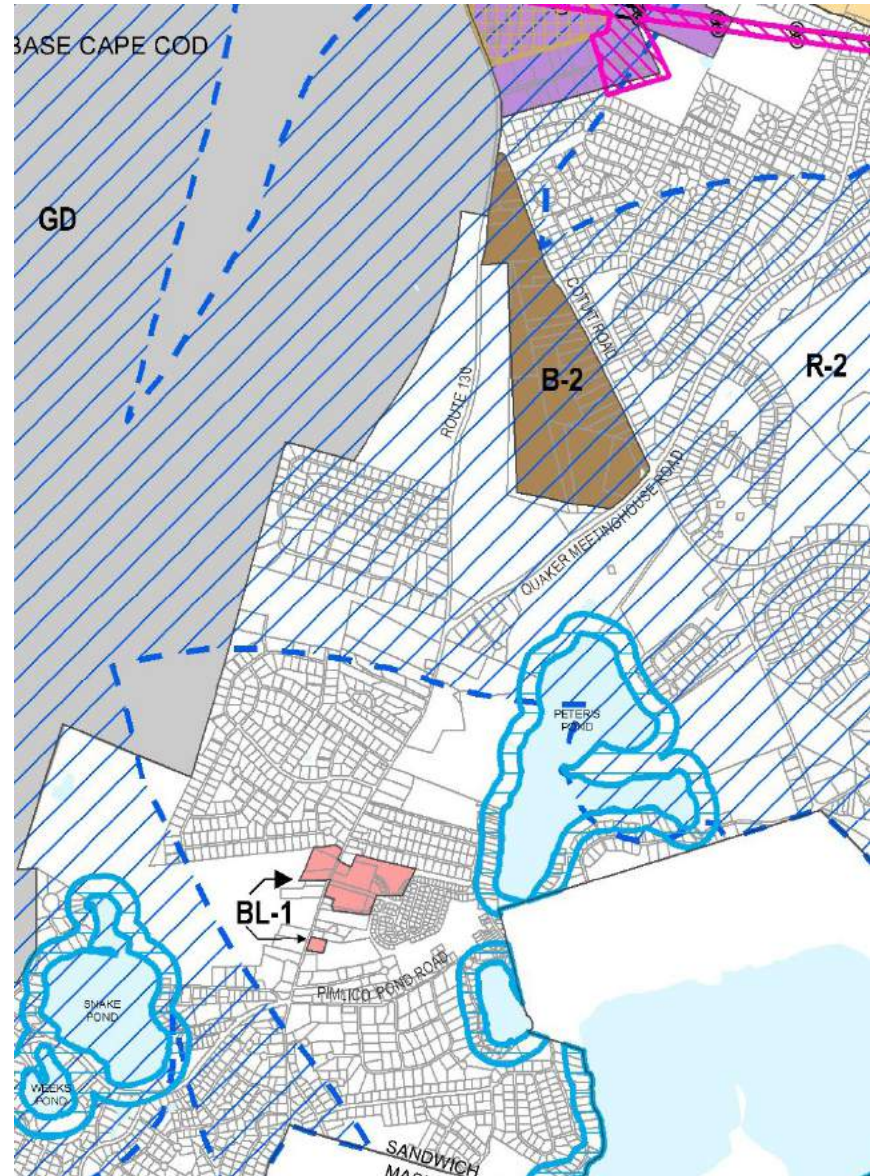 BASE CAPE COD
GD
COTUIT ROAD
R-2
B-2
ROUTE 130
QUAKER MEETINGHOUSE ROAD
PETER'S
POND
BL-1
PIMLICO POND ROAD
SNAKE
POND
WEEKS
POND
SANDWICH